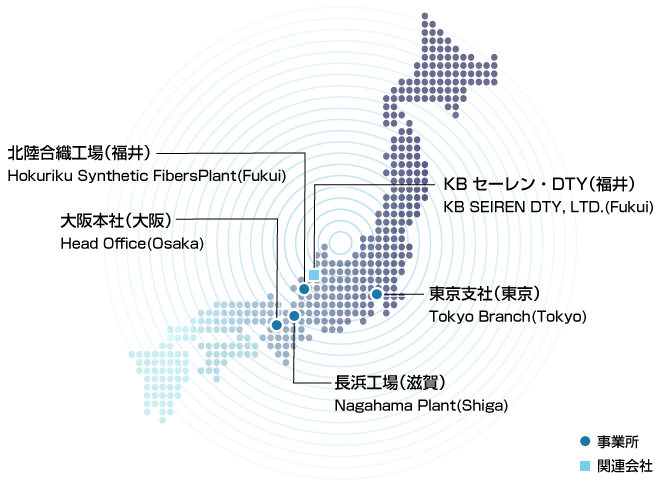 北陸合繊工場（福井）
Hokuriku Synthetic FibersPlant(Fukui)
KB セーレン・DTY（福井）
KB SEIREN DTY, LTD.(Fukui)
大阪本社（大阪）
Head Office(Osaka)
東京支社（東京）
Tokyo Branch(Tokyo)
長浜工場（滋賀）
Nagahama Plant(Shiga)
事業所
関連会社